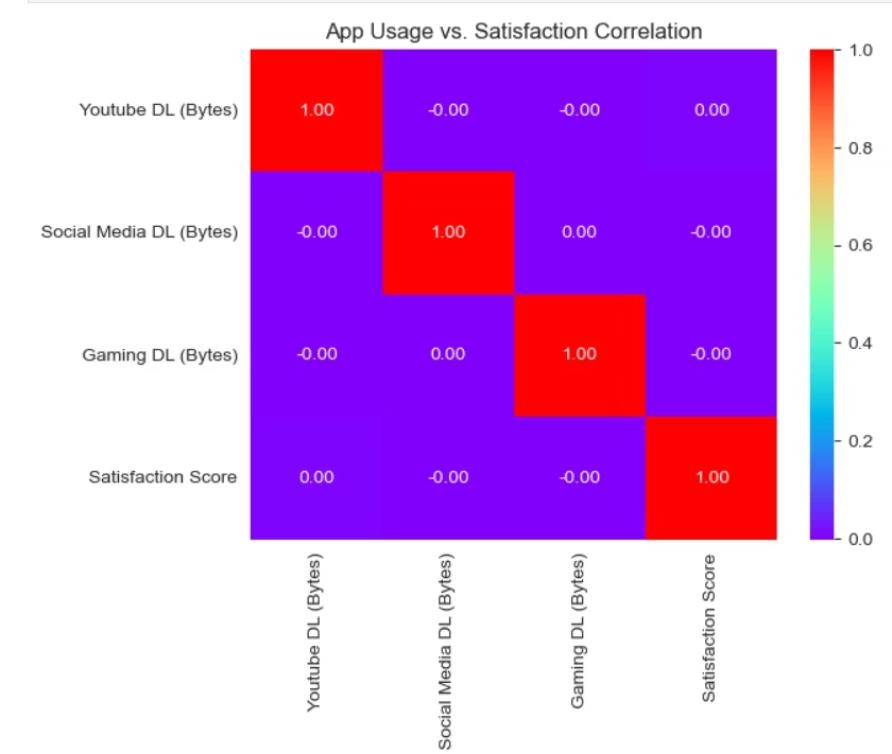 App Usage vs. Satisfaction Correlation
Youtube DL (Bytes) 1.00 -0.00 -0.00 0.00
Social Media DL (Bytes) -0.00 1.00 0.00 -0.00
Gaming DL (Bytes) -0.00 0.00 1.00 -0.00
Satisfaction Score 0.00 -0.00 -0.00 1.00
Youtube DL (Bytes)
Social Media DL (Bytes)
Gaming DL (Bytes)
Satisfaction Score
1.0
0.8
0.6
0.4
0.2
0.0